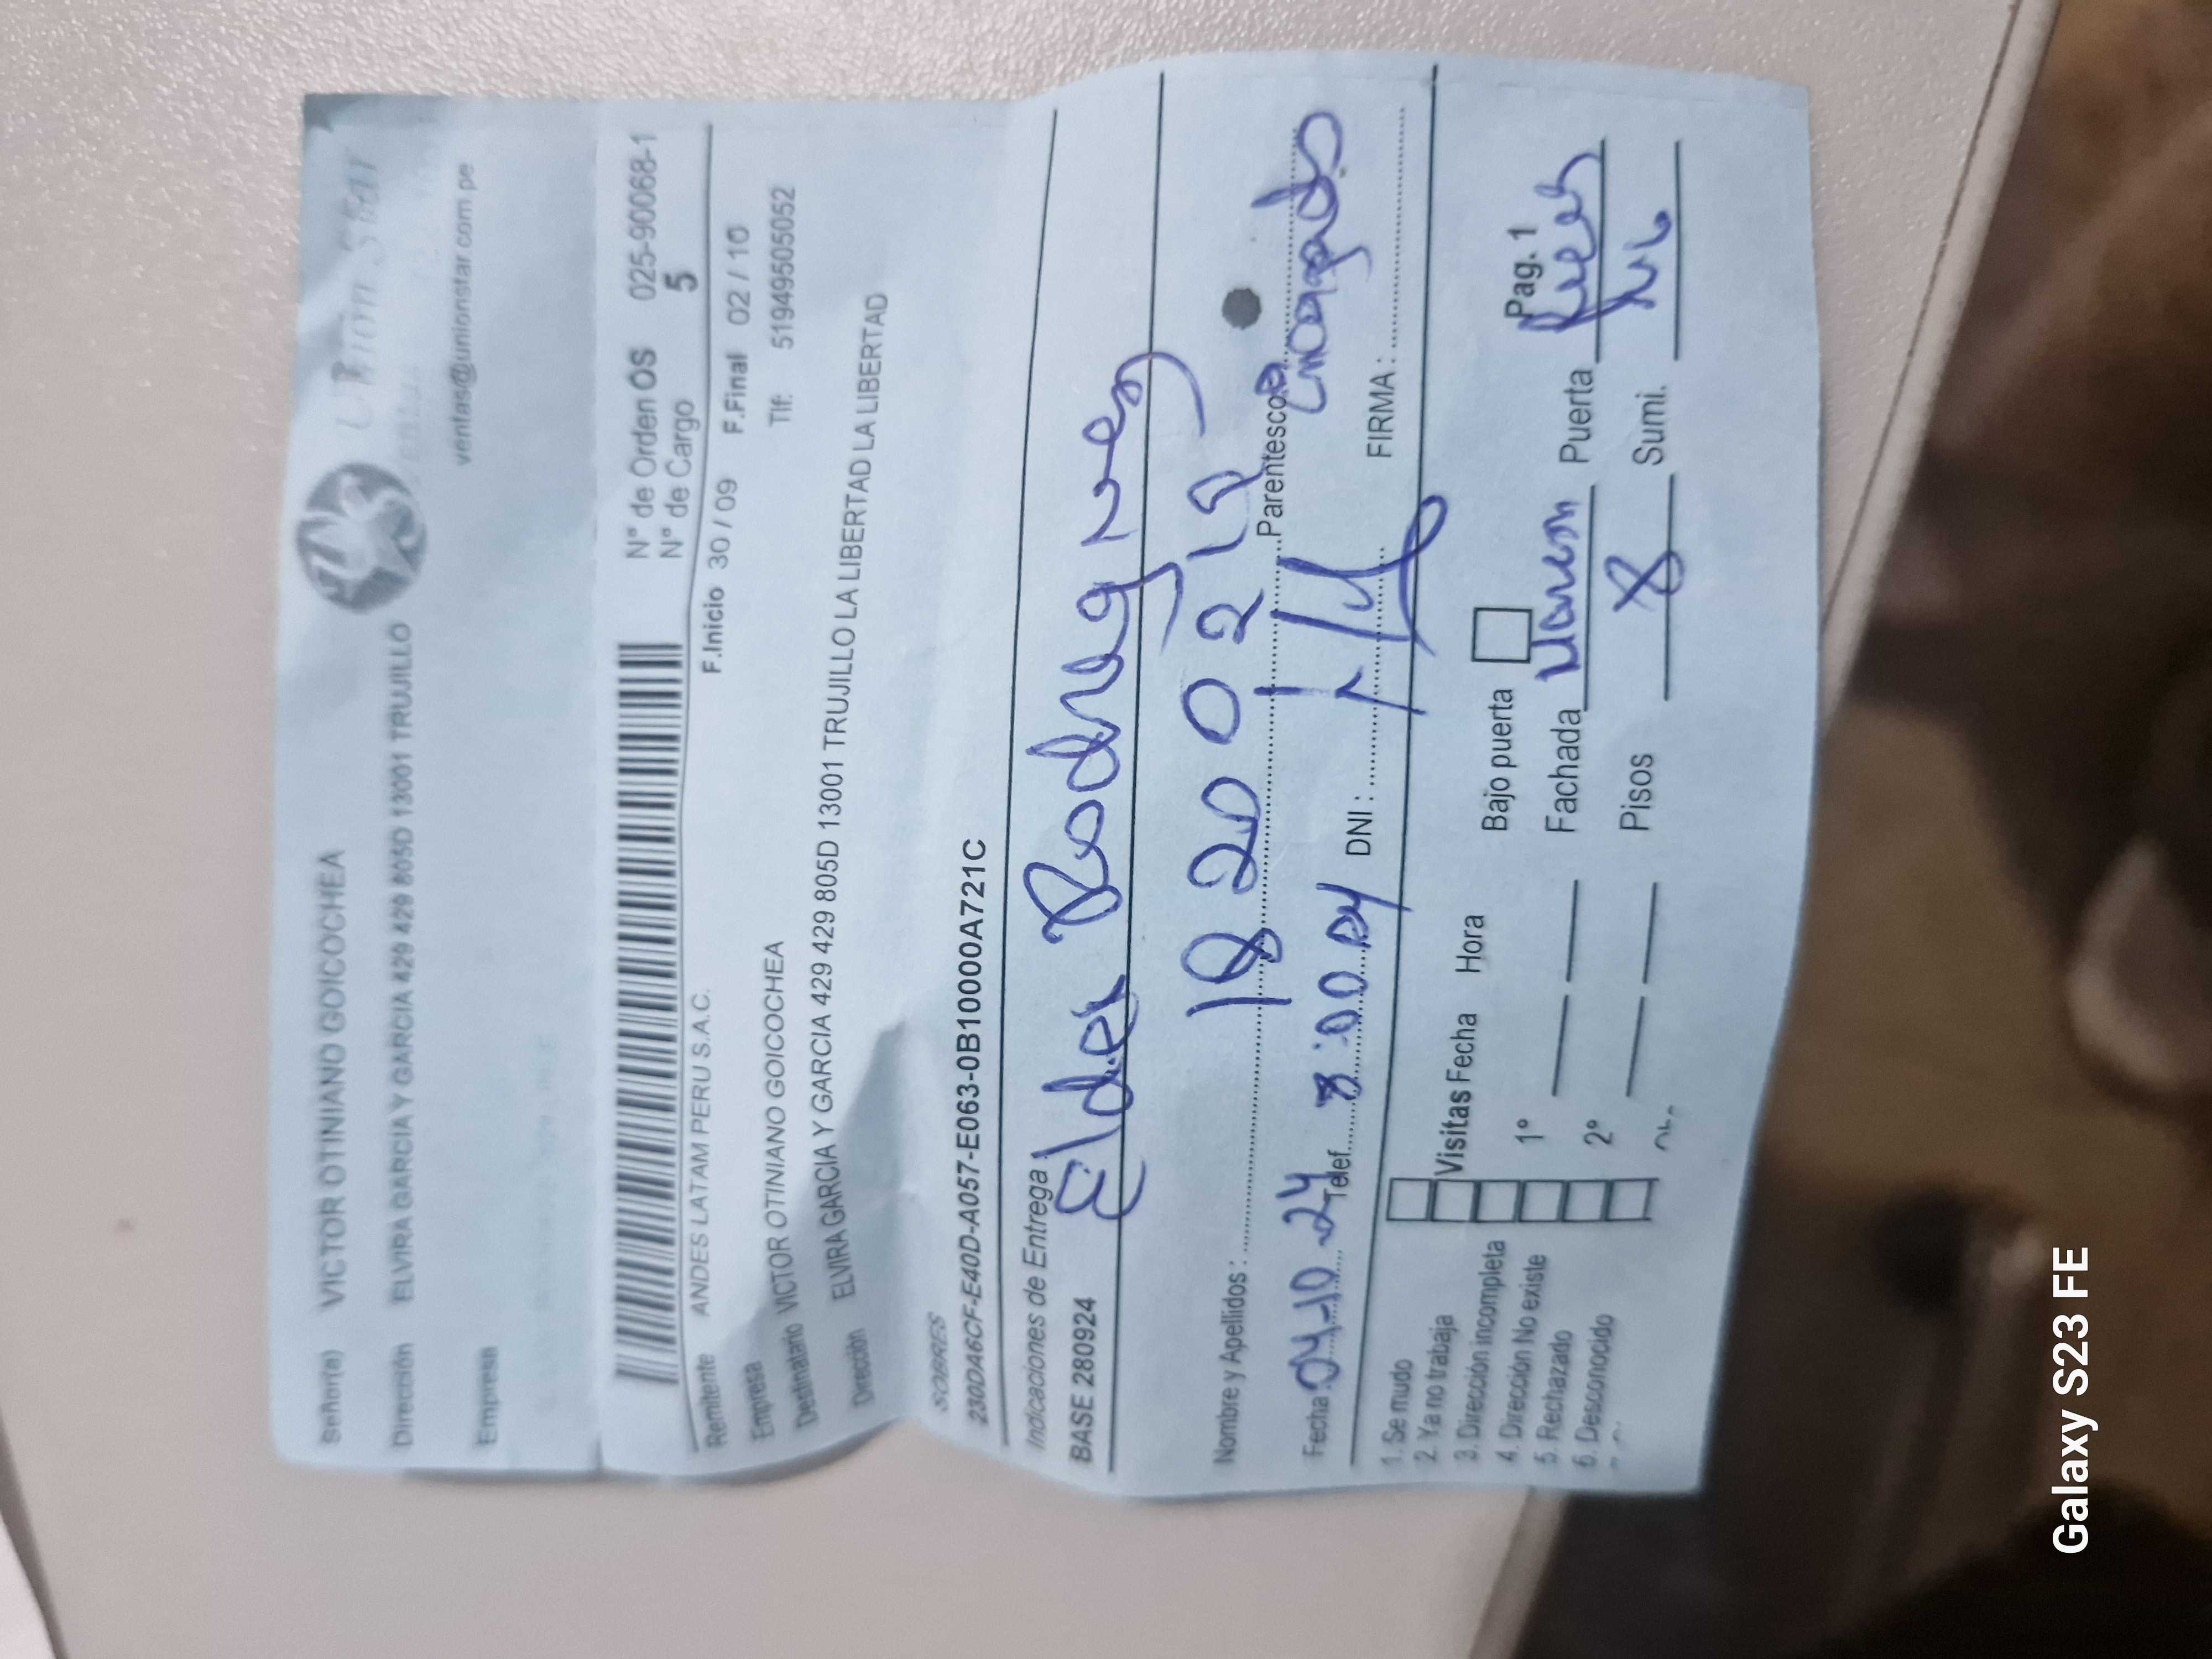 Señor(a) VICTOR OTINIANO GOICOCHEA
Union Star
Dirección ELVIRA GARCIA Y GARCIA 429 429 805D 13001 TRUJILLO
ventas@unionstar.com.pe
Empresa
N° de Orden OS 025-90068-1
N° de Cargo 5
Remitente ANDES LATAM PERU S.A.C. F.Inicio 30 / 09 F.Final 02 / 10
Empresa
Destinatario VICTOR OTINIANO GOICOCHEA Tlf: 51949505052
Dirección ELVIRA GARCIA Y GARCIA 429 429 805D 13001 TRUJILLO LA LIBERTAD LA LIBERTAD
SOBRES
230DA6CF-E40D-A057-E063-0B10000A721C
Indicaciones de Entrega :
BASE 280924
Elder Rodriguez
18200219
Nombre y Apellidos : Parentesco: Encargado
Fecha 04-10-24 Telef. 8:00 DNI : FIRMA :
1. Se mudo
2. Ya no trabaja Visitas Fecha Hora Bajo puerta Pag. 1
3. Dirección incompleta
4. Dirección No existe 1° Fachada Marron Puerta
5. Rechazado
6. Desconocido 2° Pisos 8 Sumi.